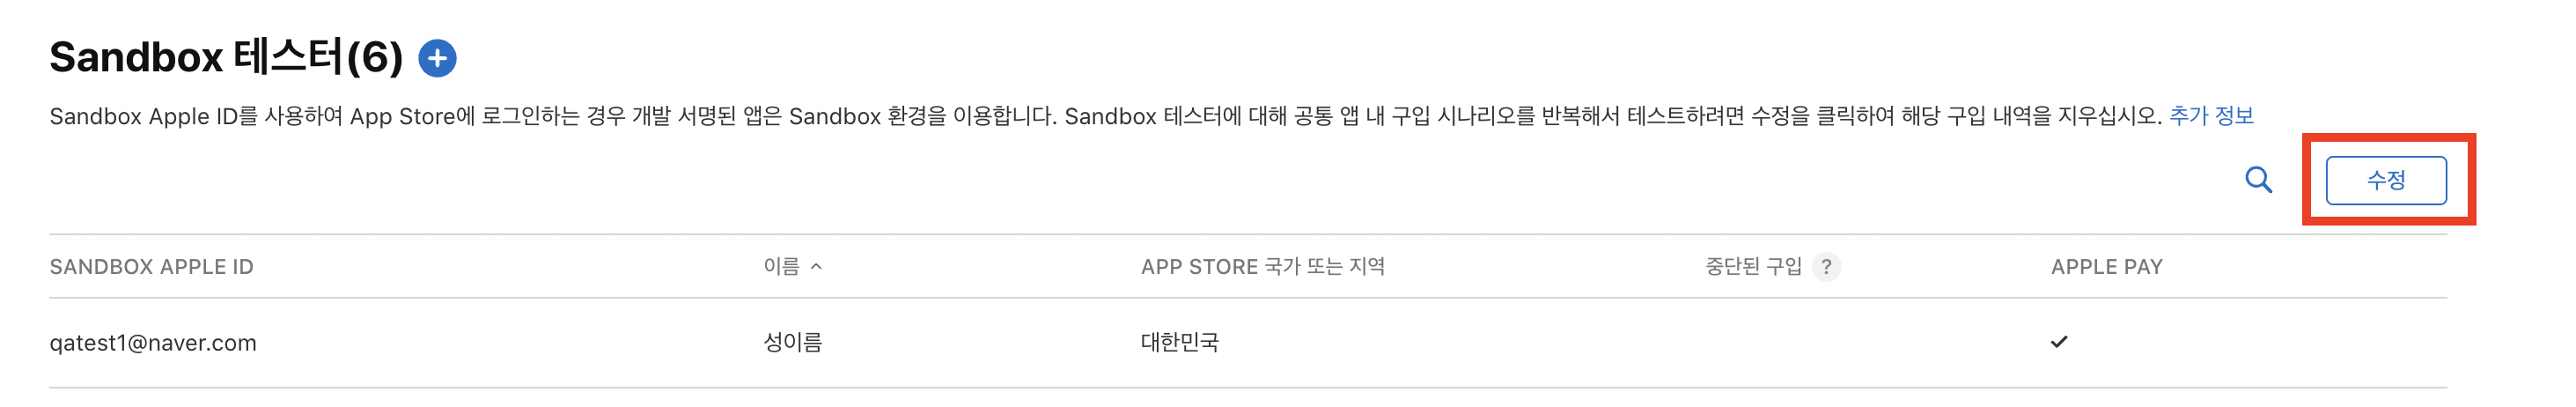 Sandbox 테스터(6)
Sandbox Apple ID를 사용하여 App Store에 로그인하는 경우 개발 서명된 앱은 Sandbox 환경을 이용합니다. Sandbox 테스터에 대해 공통 앱 내 구입 시나리오를 반복해서 테스트하려면 수정을 클릭하여 해당 구입 내역을 지우십시오. 추가 정보
수정
SANDBOX APPLE ID 이름 APP STORE 국가 또는 지역 중단된 구입 ? APPLE PAY
qatest1@naver.com 성이름 대한민국